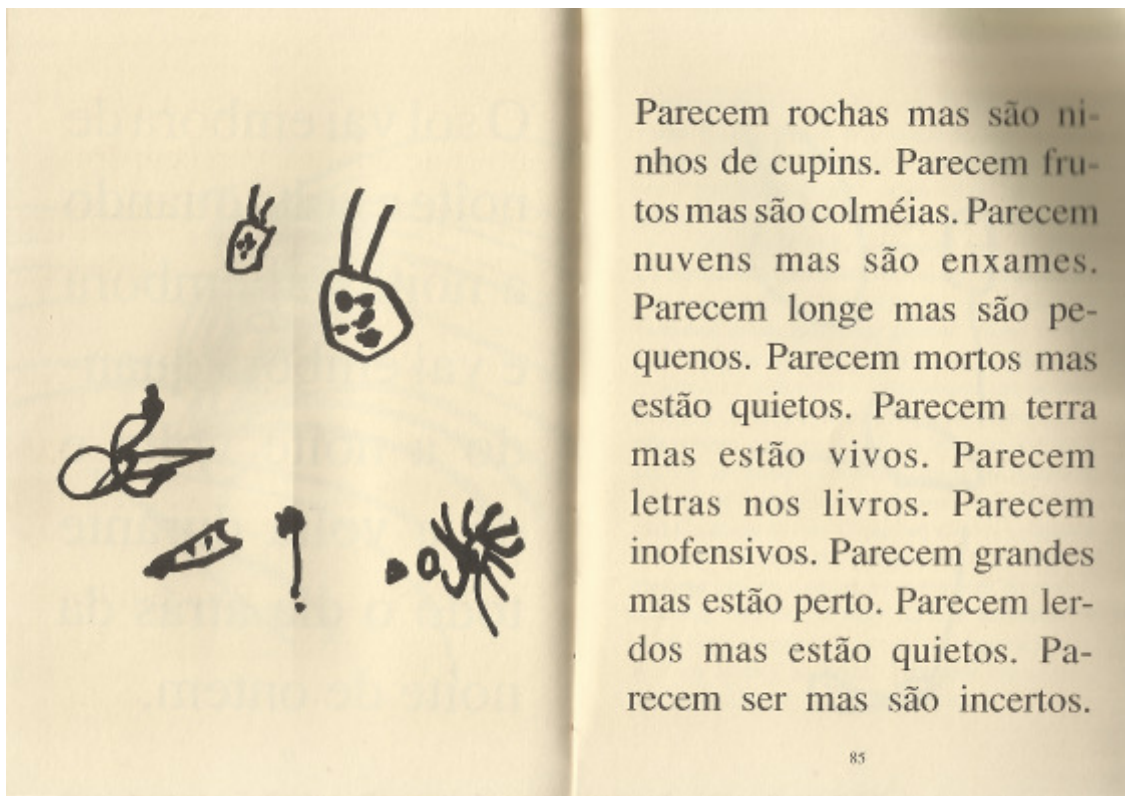 Parecem rochas mas são ni-
nhos de cupins. Parecem fru-
tos mas são colméias. Parecem
nuvens mas são enxames.
Parecem longe mas são pe-
quenos. Parecem mortos mas
estão quietos. Parecem terra
mas estão vivos. Parecem
letras nos livros. Parecem
inofensivos. Parecem grandes
mas estão perto. Parecem ler-
dos mas estão quietos. Pa-
recem ser mas são incertos.
85